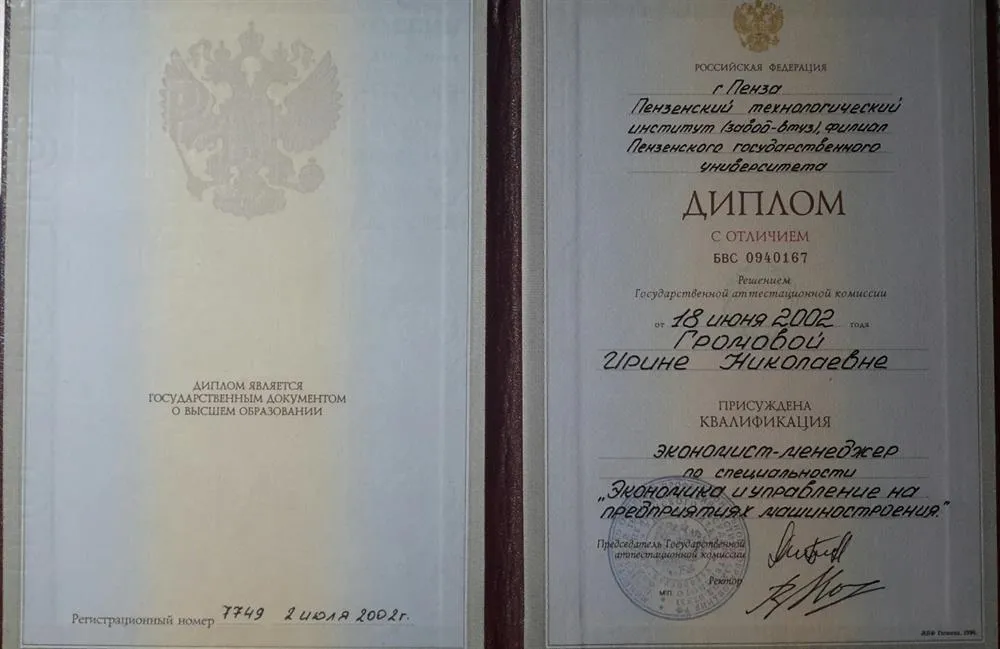 ДИПЛОМ ЯВЛЯЕТСЯ
ГОСУДАРСТВЕННЫМ ДОКУМЕНТОМ
О ВЫСШЕМ ОБРАЗОВАНИИ
Регистрационный номер 7749 2 июля 2002г.
РОССИЙСКАЯ ФЕДЕРАЦИЯ
г Пенза
Пензенский технологический
институт (завод-втуз), филиал
Пензенского государственного
университета
ДИПЛОМ
С ОТЛИЧИЕМ
БВС 0940167
Решением
Государственной аттестационной комиссии
от 18 июня 2002 года
Громовой
Ирине Николаевне
ПРИСУЖДЕНА
КВАЛИФИКАЦИЯ
экономист-менеджер
по специальности
„Экономика и управление на
предприятиях машиностроения."
Председатель Государственной
аттестационной комиссии
Ректор
М.П.